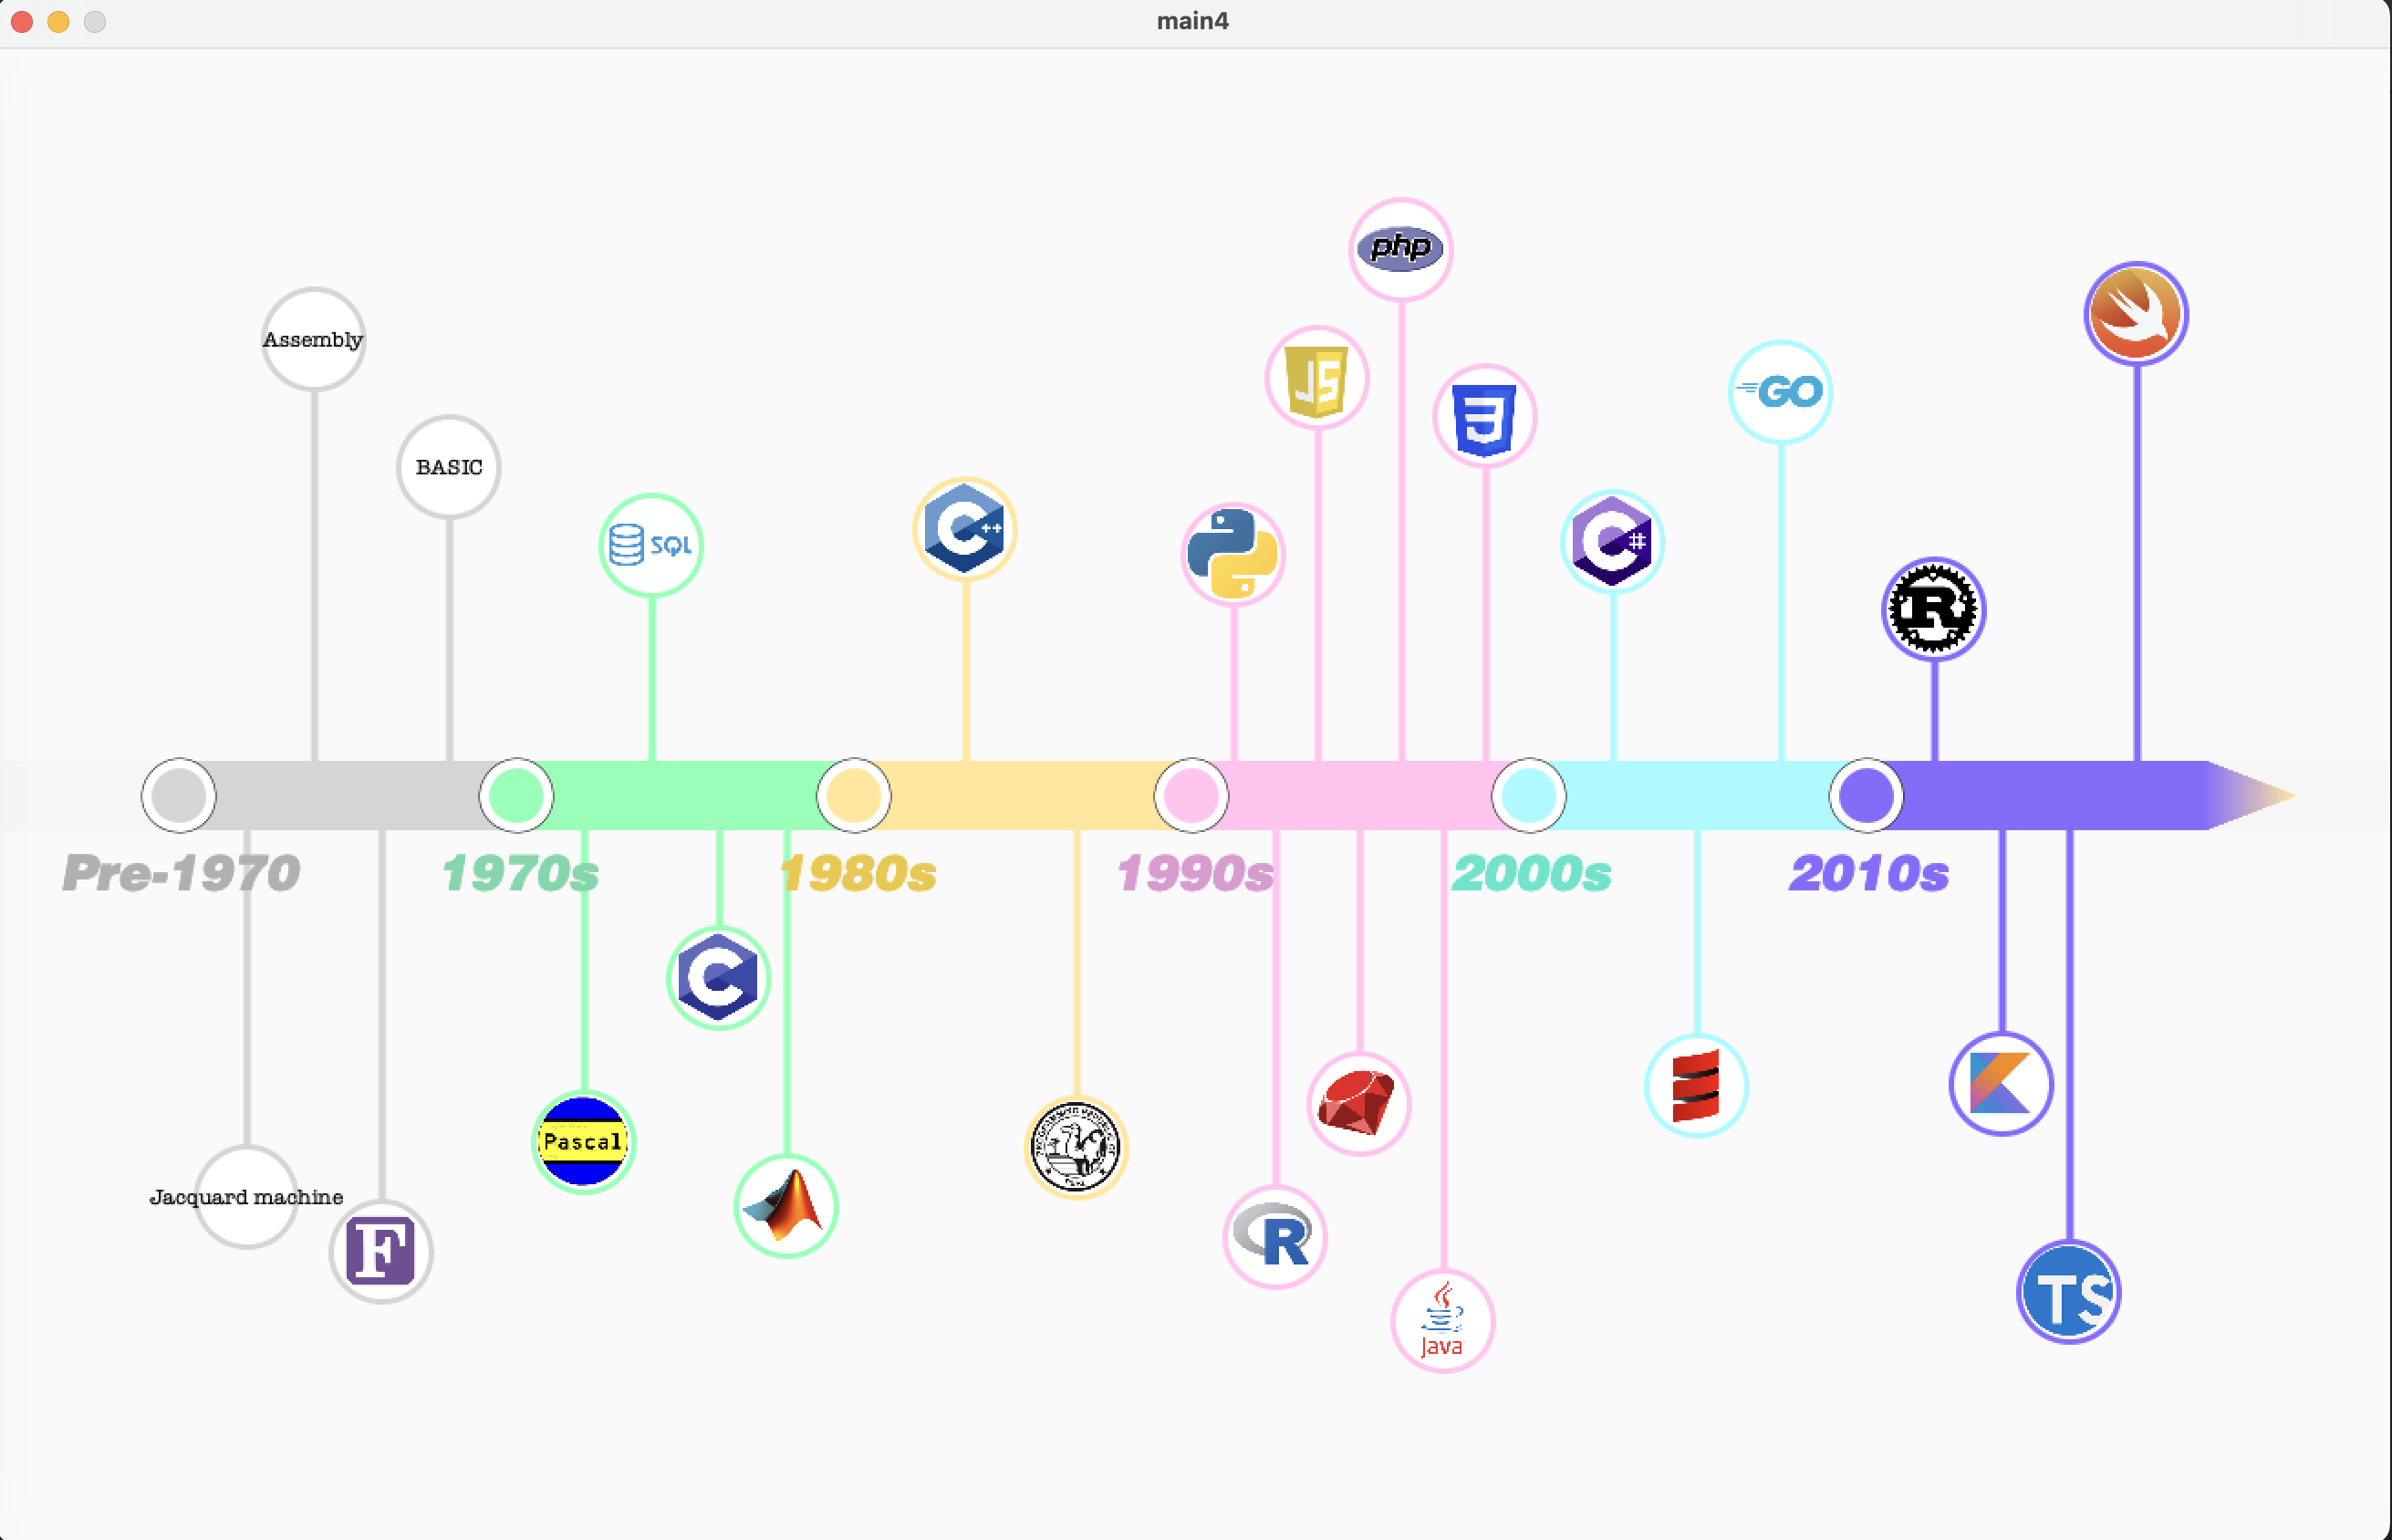 main4
php
Assembly
JS
GO
BASIC
SQL
C++
C#
R
Pre-1970
1970s
1980s
1990s
2000s
2010s
C
Pascal
Jacquard machine
F
R
Java
TS